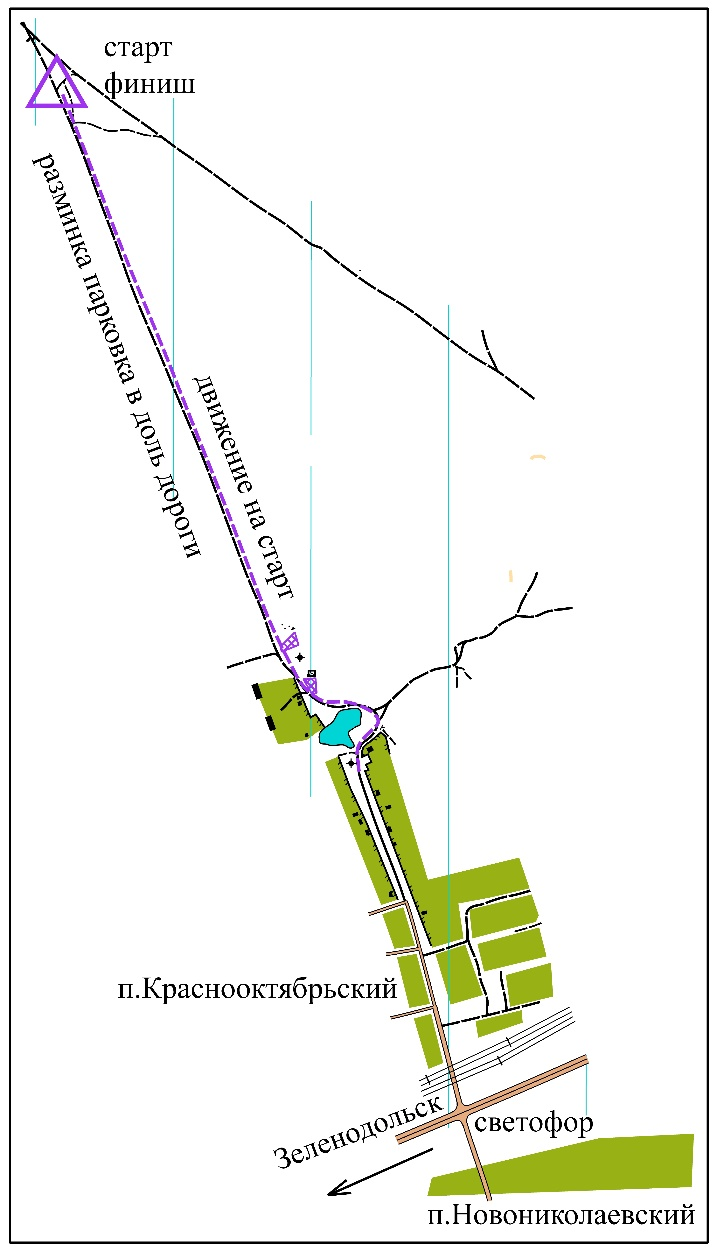 старт
финиш
разминка парковка в доль дороги
движение на старт
п.Краснооктябрьский
Зеленодольск
светофор
п.Новониколаевский